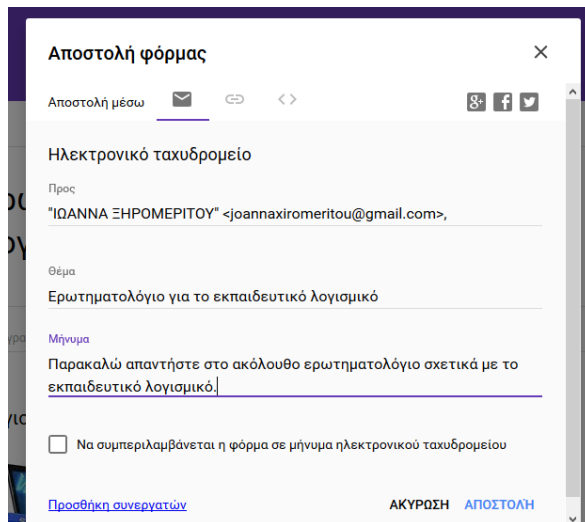 Αποστολή φόρμας
Αποστολή μέσω
Ηλεκτρονικό ταχυδρομείο
Προς
"ΙΩΑΝΝΑ ΞΗΡΟΜΕΡΙΤΟΥ" <joannaxiromeritou@gmail.com>,
Θέμα
Ερωτηματολόγιο για το εκπαιδευτικό λογισμικό
Μήνυμα
Παρακαλώ απαντήστε στο ακόλουθο ερωτηματολόγιο σχετικά με το
εκπαιδευτικό λογισμικό.
Να συμπεριλαμβάνεται η φόρμα σε μήνυμα ηλεκτρονικού ταχυδρομείου
Προσθήκη συνεργατών ΑΚΥΡΩΣΗ ΑΠΟΣΤΟΛΉ